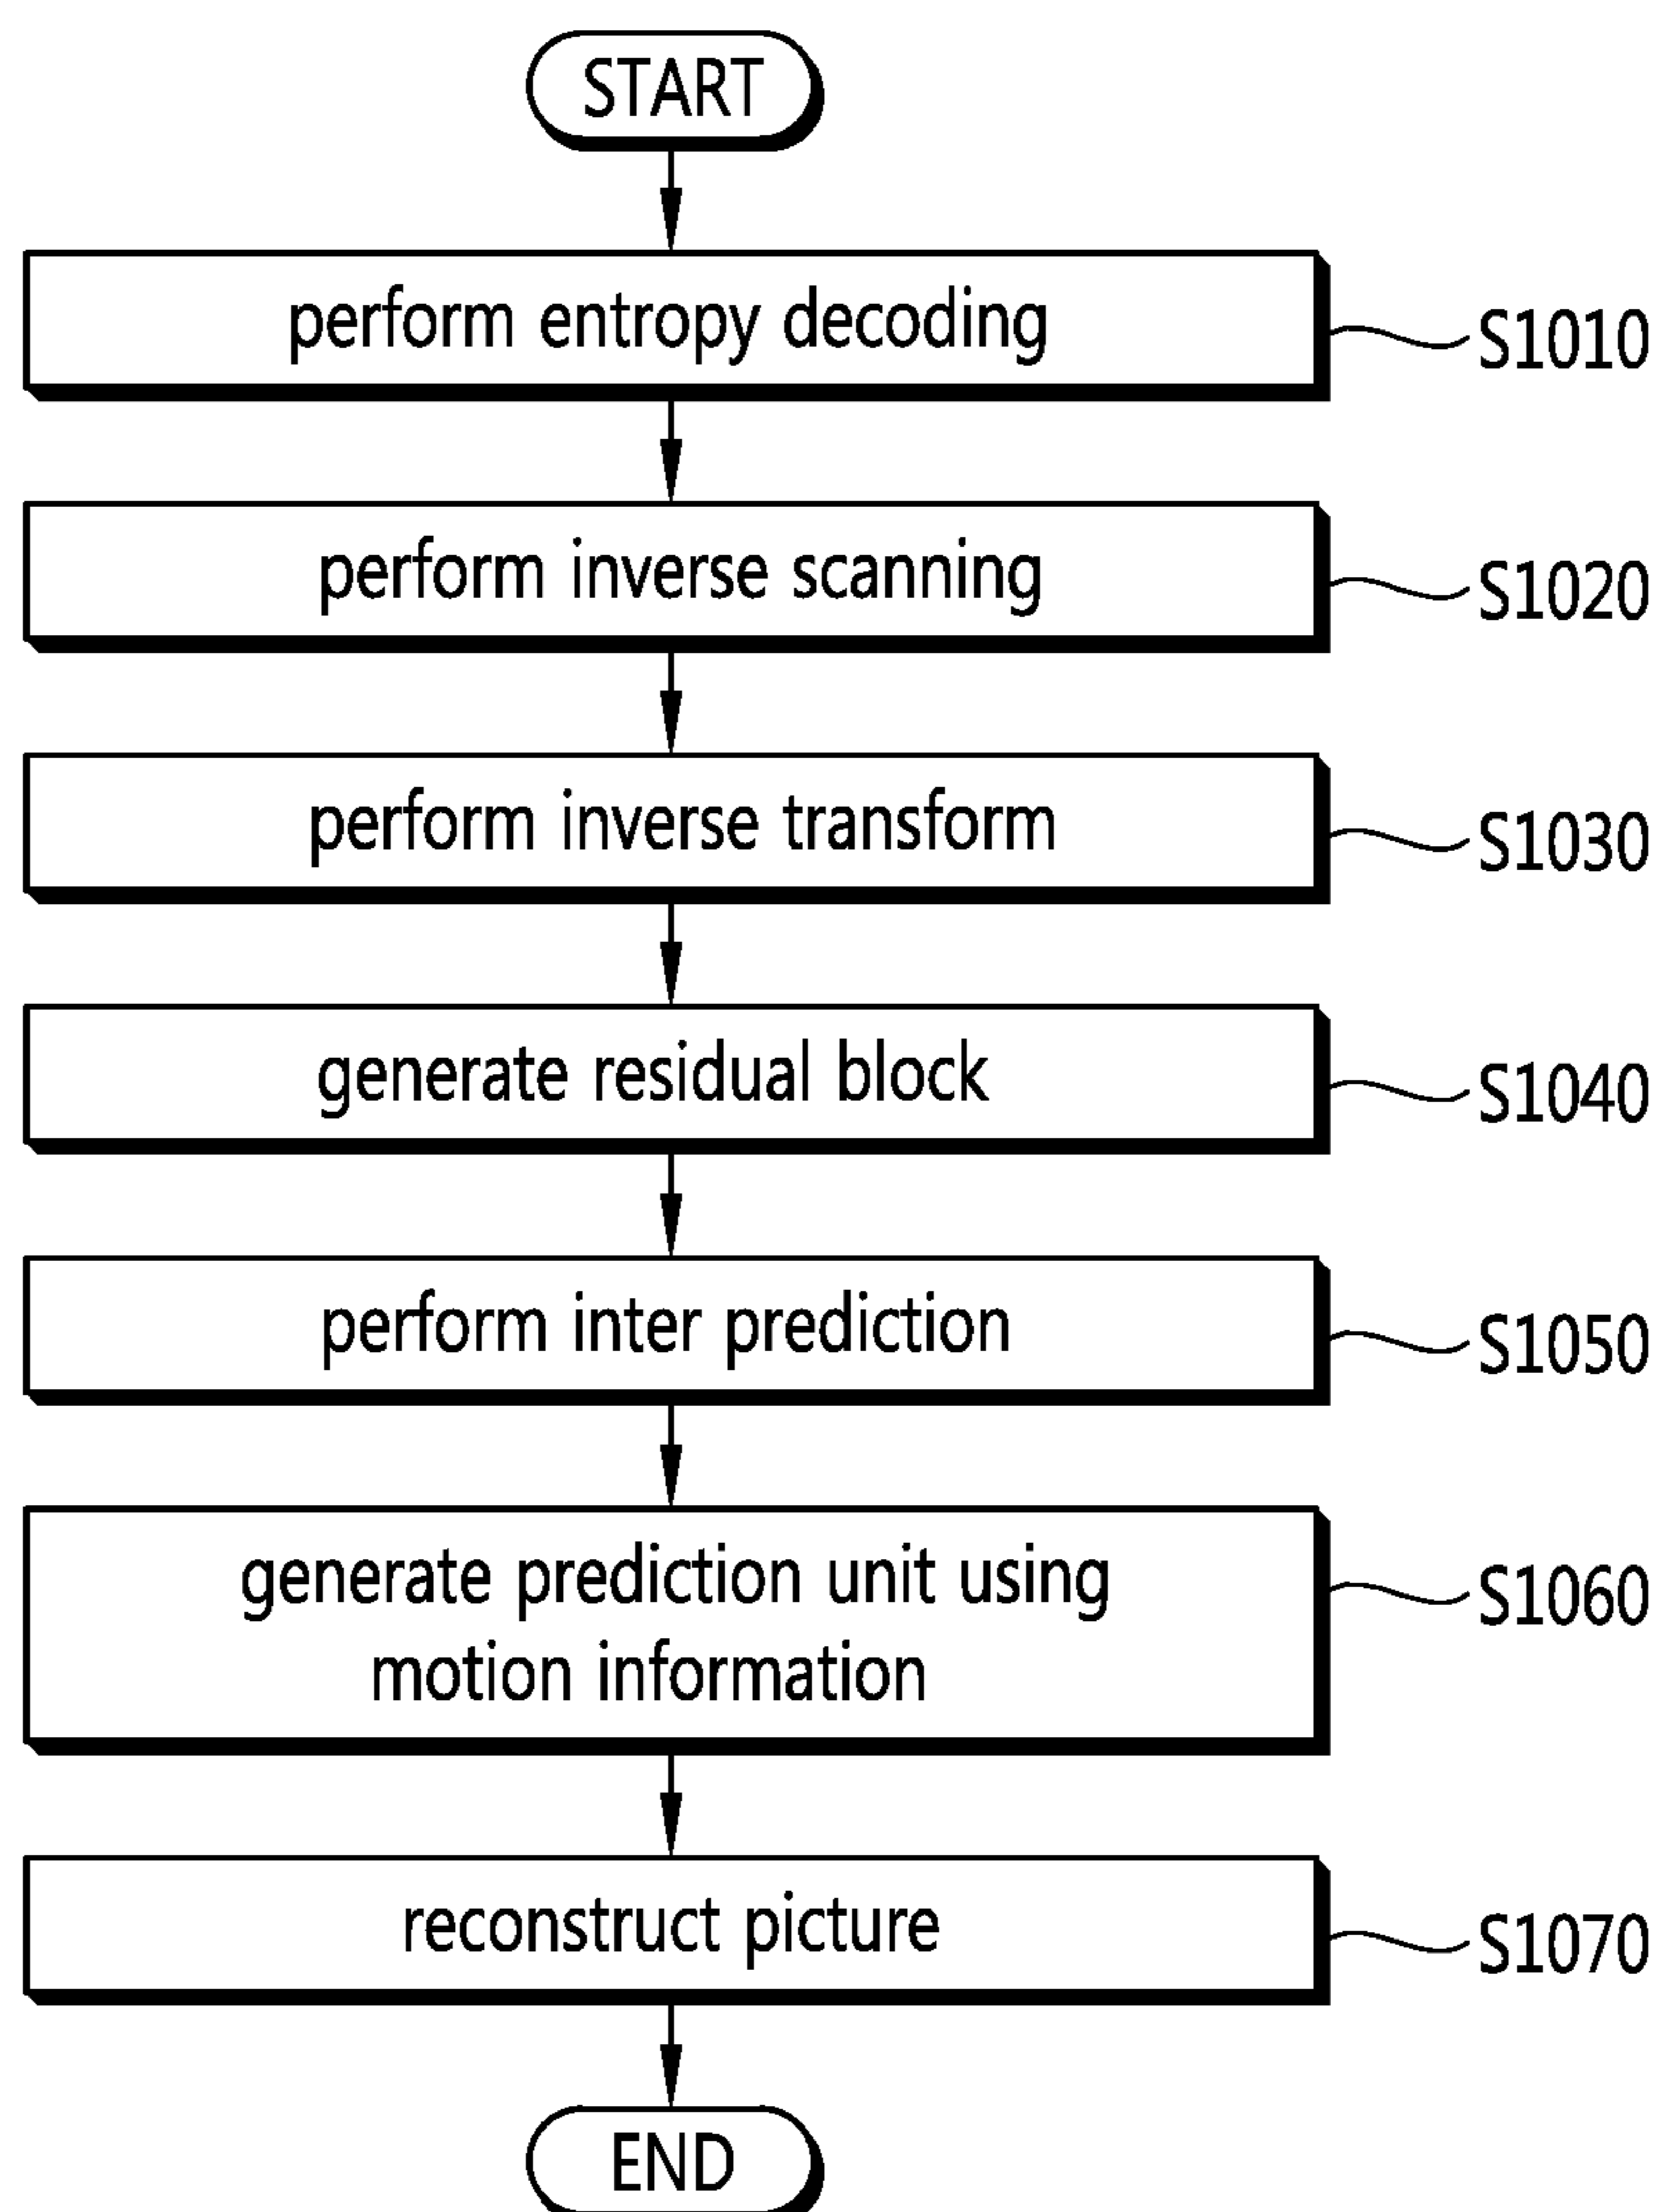 START
perform entropy decoding
S1010
perform inverse scanning
S1020
perform inverse transform
S1030
generate residual block
S1040
perform inter prediction
S1050
generate prediction unit using
motion information
S1060
reconstruct picture
S1070
END